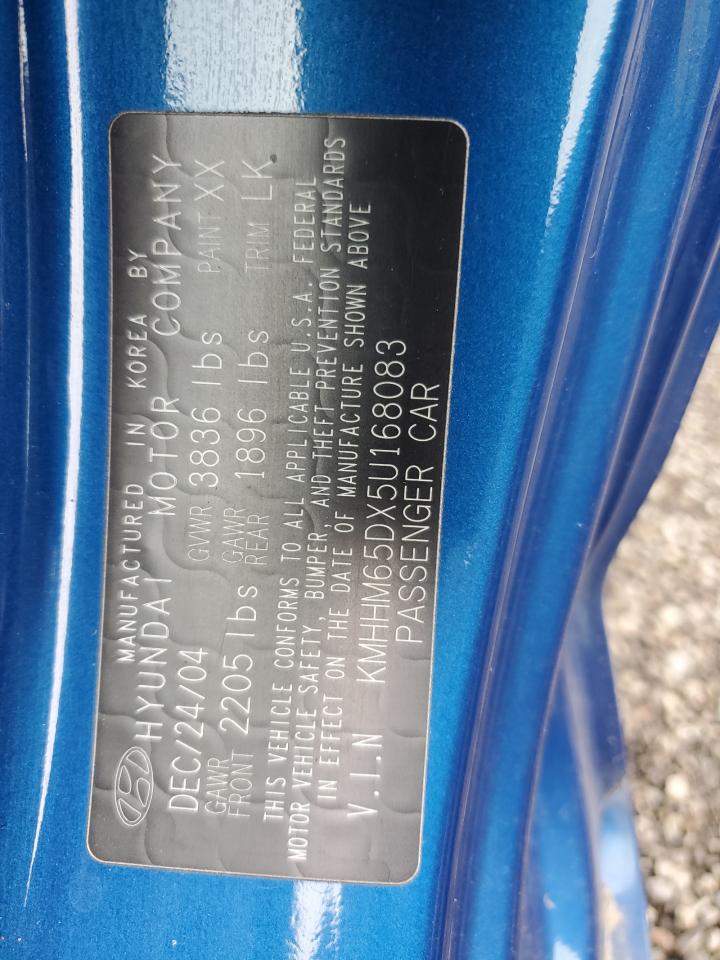 MANUFACTURED IN KOREA BY
HYUNDAI MOTOR COMPANY
DEC/24/04 GVWR 3836 lbs PAINT XX
GAWR FRONT 2205 lbs GAWR REAR 1896 lbs TRIM LK
THIS VEHICLE CONFORMS TO ALL APPLICABLE U.S.A. FEDERAL
MOTOR VEHICLE SAFETY, BUMPER, AND THEFT PREVENTION STANDARDS
IN EFFECT ON THE DATE OF MANUFACTURE SHOWN ABOVE
V.I.N KMHHM65DX5U168083
PASSENGER CAR